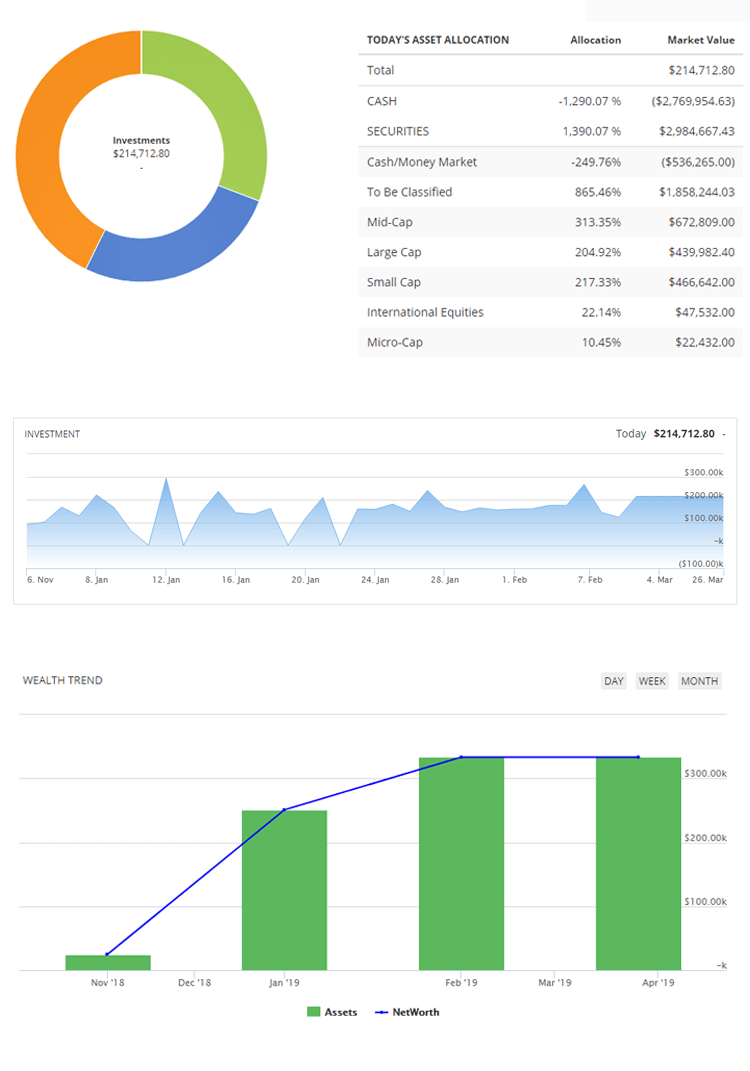 Investments
$214,712.80
-
TODAY'S ASSET ALLOCATION Allocation Market Value
Total $214,712.80
CASH -1,290.07 % ($2,769,954.63)
SECURITIES 1,390.07 % $2,984,667.43
Cash/Money Market -249.76% ($536,265.00)
To Be Classified 865.46% $1,858,244.03
Mid-Cap 313.35% $672,809.00
Large Cap 204.92% $439,982.40
Small Cap 217.33% $466,642.00
International Equities 22.14% $47,532.00
Micro-Cap 10.45% $22,432.00
INVESTMENT Today $214,712.80 -
$300.00k
$200.00k
$100.00k
–k
($100.00)k
6. Nov 8. Jan 12. Jan 16. Jan 20. Jan 24. Jan 28. Jan 1. Feb 7. Feb 4. Mar 26. Mar
WEALTH TREND DAY WEEK MONTH
$300.00k
$200.00k
$100.00k
–k
Nov '18 Dec '18 Jan '19 Feb '19 Mar '19 Apr '19
Assets NetWorth